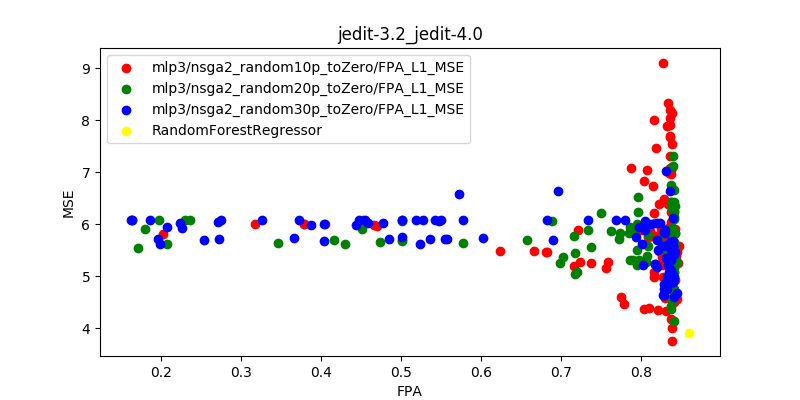 jedit-3.2_jedit-4.0
mlp3/nsga2_random10p_toZero/FPA_L1_MSE
mlp3/nsga2_random20p_toZero/FPA_L1_MSE
mlp3/nsga2_random30p_toZero/FPA_L1_MSE
RandomForestRegressor
MSE
9
8
7
6
5
4
0.2 0.3 0.4 0.5 0.6 0.7 0.8
FPA